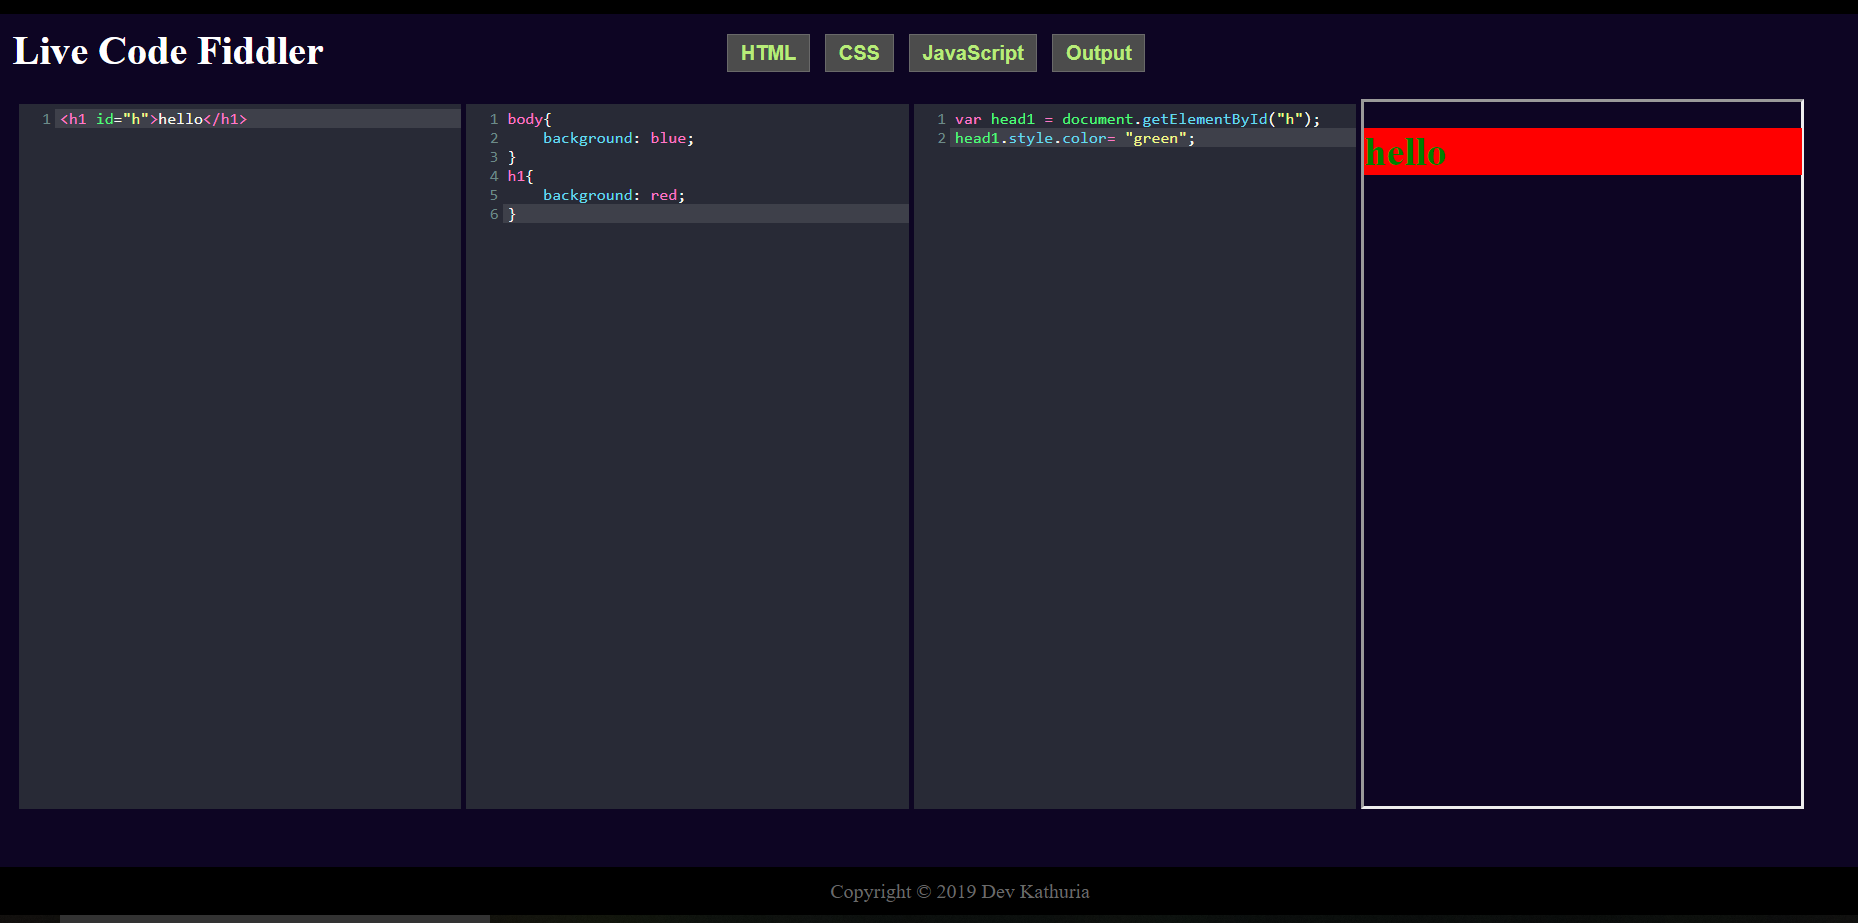 Live Code Fiddler
HTML CSS JavaScript Output
1 <h1 id="h">hello</h1>
1 body{
2     background: blue;
3 }
4 h1{
5     background: red;
6 }
1 var head1 = document.getElementById("h");
2 head1.style.color= "green";
hello
Copyright © 2019 Dev Kathuria